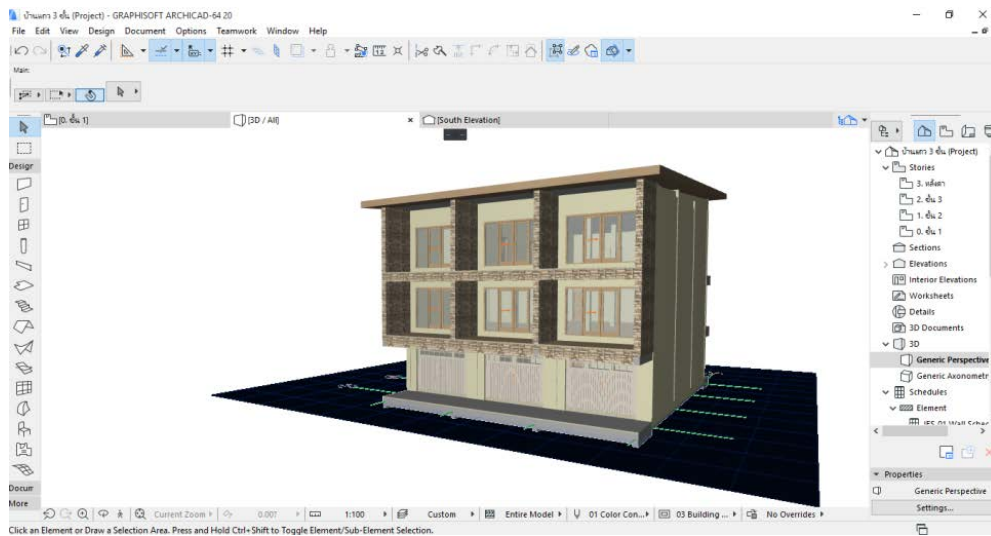 บ้านแถว 3 ชั้น (Project) - GRAPHISOFT ARCHICAD-64 20
File Edit View Design Document Options Teamwork Window Help
Main:
[0. ชั้น 1]
[3D / All]
[South Elevation]
Design
Docum
More
บ้านแถว 3 ชั้น (Project)
Stories
3. หลังคา
2. ชั้น 3
1. ชั้น 2
0. ชั้น 1
Sections
Elevations
Interior Elevations
Worksheets
Details
3D Documents
3D
Generic Perspective
Generic Axonometr
Schedules
Element
IES-01 Wall Sched
Properties
Generic Perspective
Settings...
Current Zoom
0.00°
1:100
Custom
Entire Model
01 Color Con...
03 Building ...
No Overrides
Click an Element or Draw a Selection Area. Press and Hold Ctrl+Shift to Toggle Element/Sub-Element Selection.